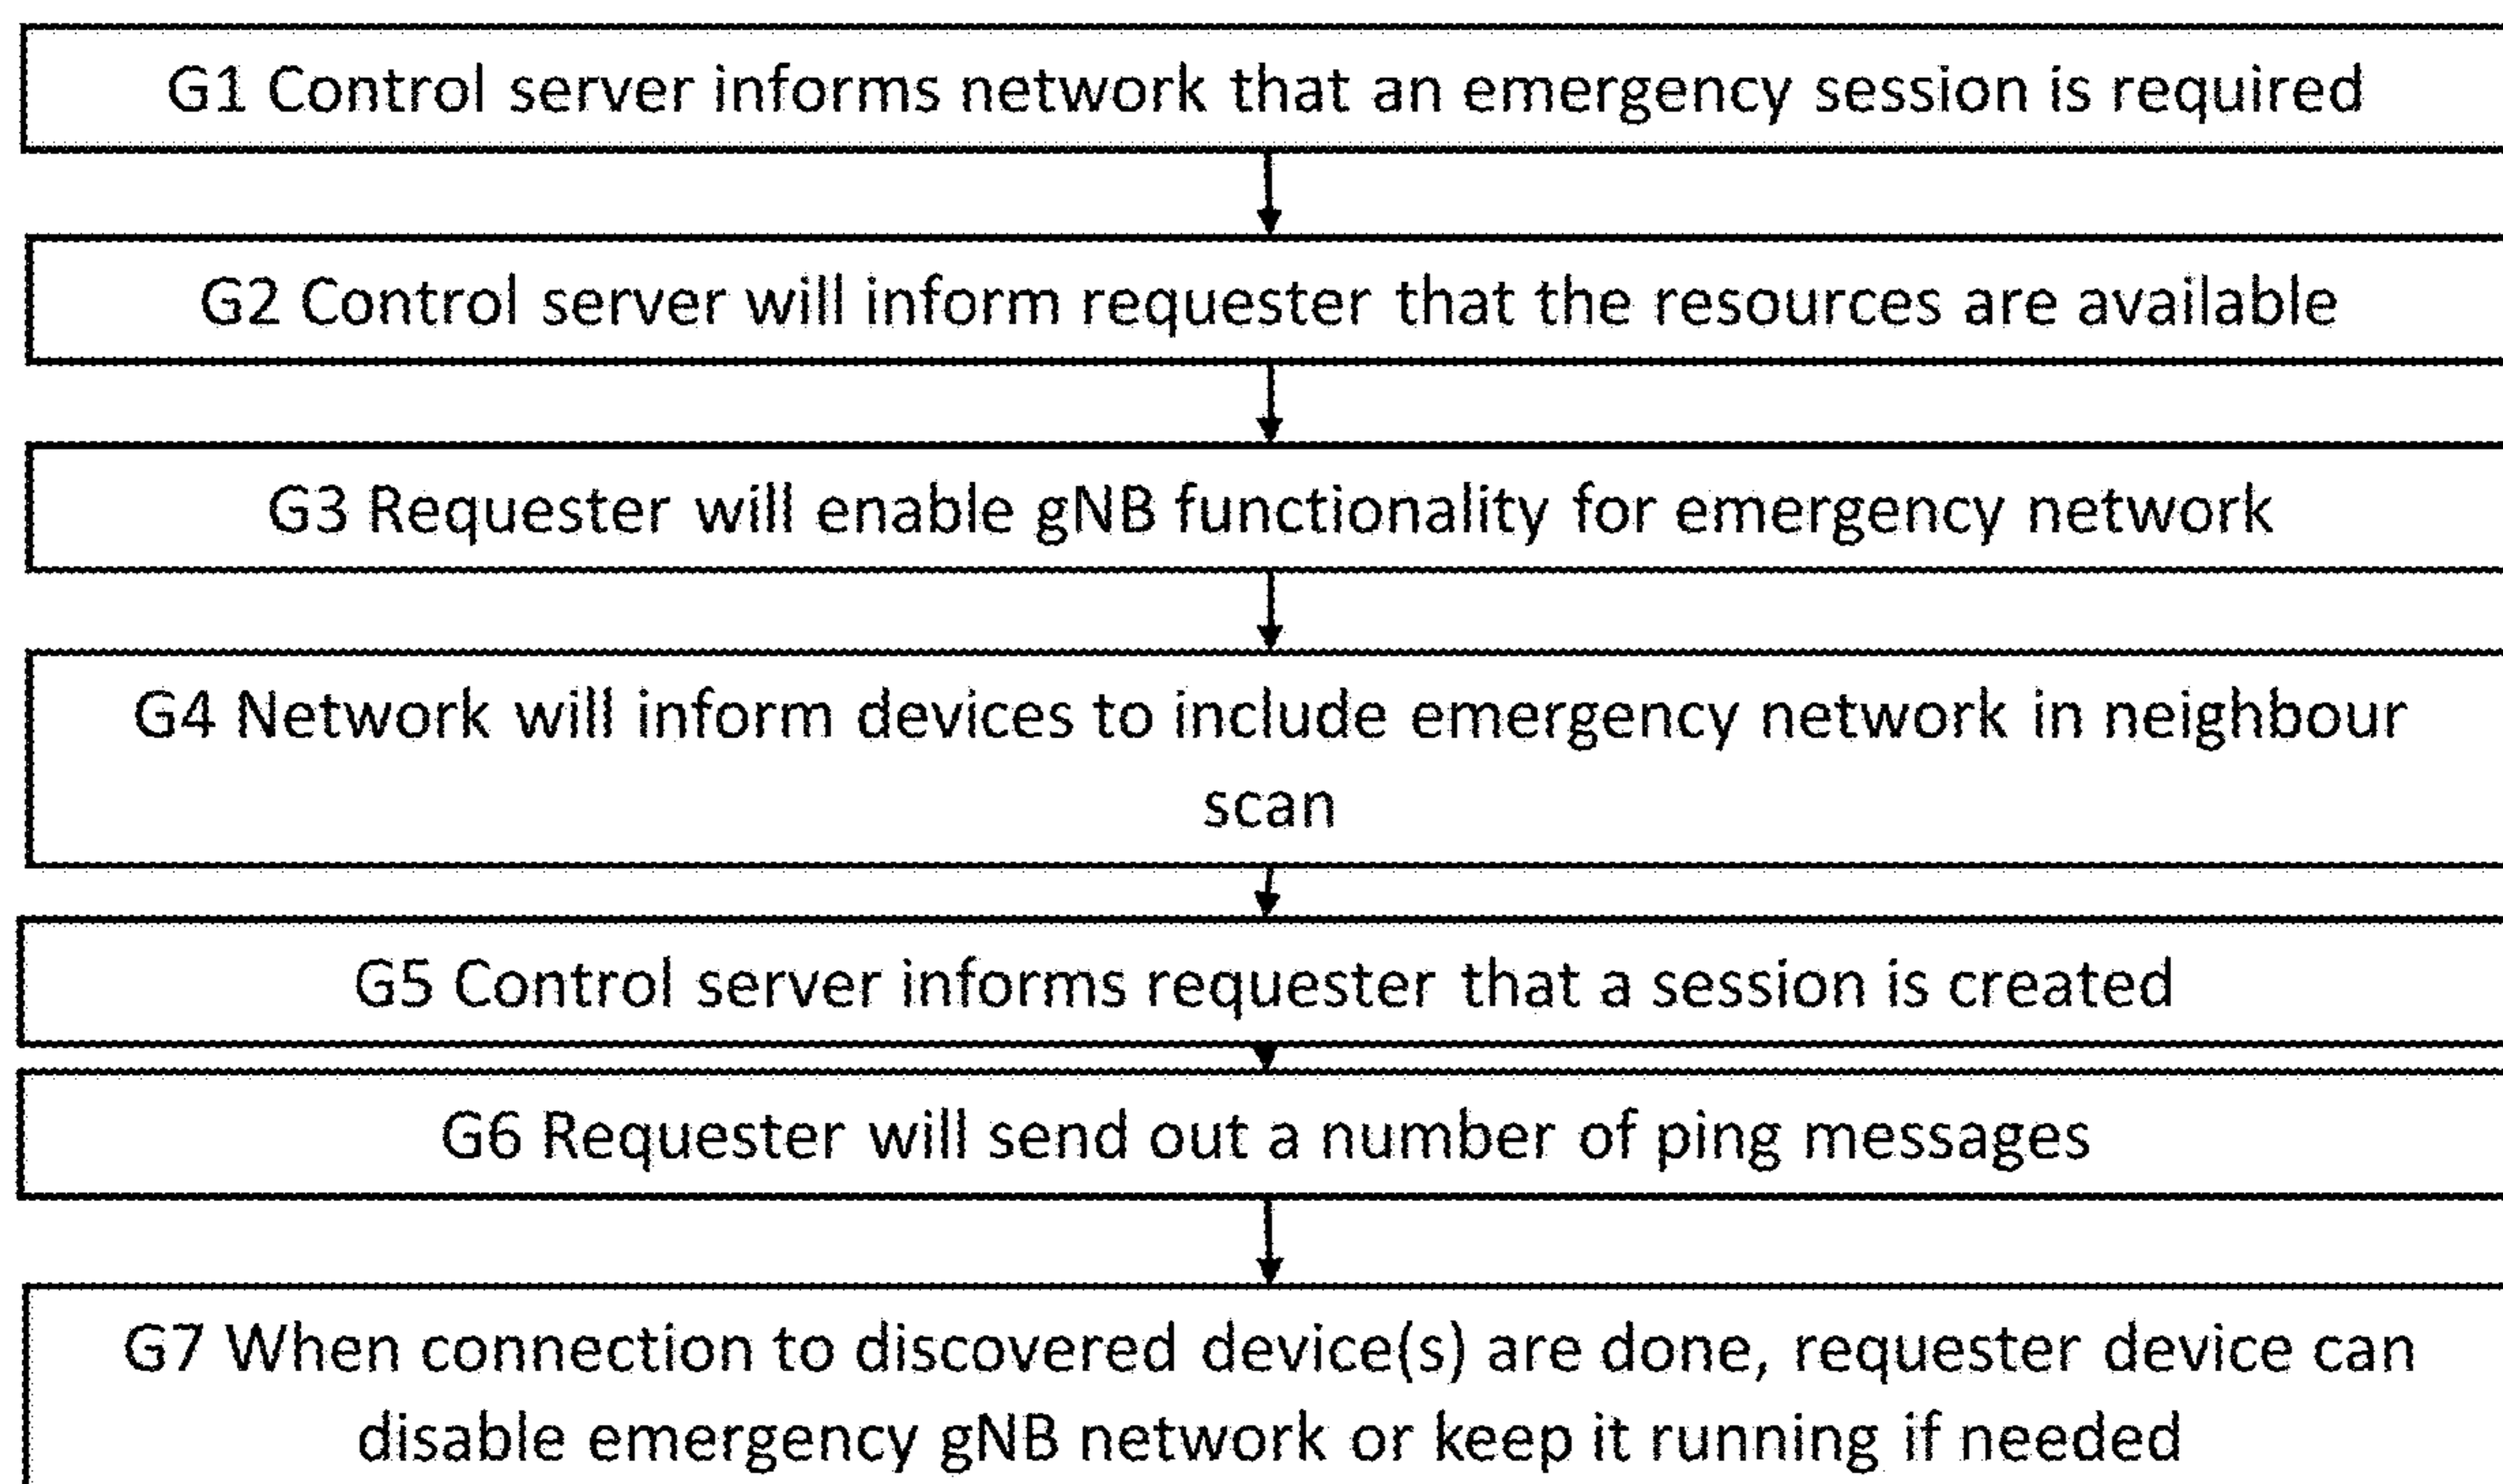 G1 Control server informs network that an emergency session is required
G2 Control server will inform requester that the resources are available
G3 Requester will enable gNB functionality for emergency network
G4 Network will inform devices to include emergency network in neighbour
scan
G5 Control server informs requester that a session is created
G6 Requester will send out a number of ping messages
G7 When connection to discovered device(s) are done, requester device can
disable emergency gNB network or keep it running if needed